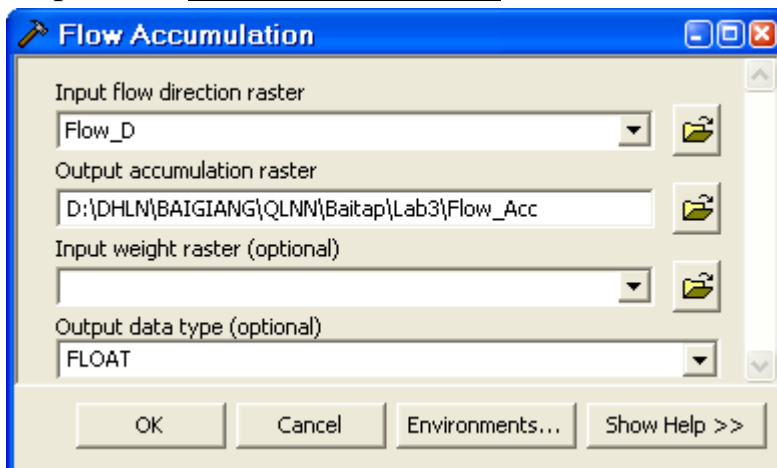 Flow Accumulation
Input flow direction raster
Flow_D
Output accumulation raster
D:\DHLN\BAIGIANG\QLNN\Baitap\Lab3\Flow_Acc
Input weight raster (optional)
Output data type (optional)
FLOAT
OK Cancel Environments... Show Help >>